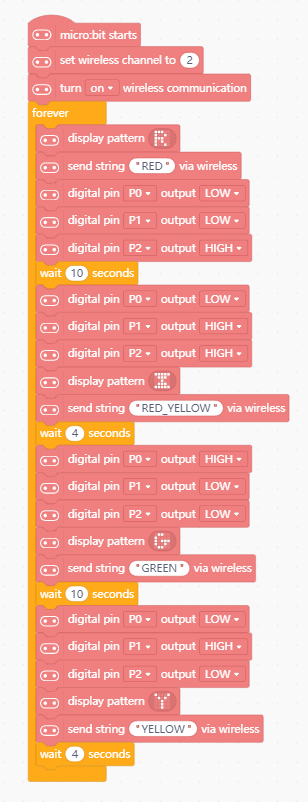 micro:bit starts
set wireless channel to 2
turn on wireless communication
forever
display pattern
send string "RED" via wireless
digital pin P0 output LOW
digital pin P1 output LOW
digital pin P2 output HIGH
wait 10 seconds
digital pin P0 output LOW
digital pin P1 output HIGH
digital pin P2 output HIGH
display pattern
send string "RED_YELLOW" via wireless
wait 4 seconds
digital pin P0 output HIGH
digital pin P1 output LOW
digital pin P2 output LOW
display pattern
send string "GREEN" via wireless
wait 10 seconds
digital pin P0 output LOW
digital pin P1 output HIGH
digital pin P2 output LOW
display pattern
send string "YELLOW" via wireless
wait 4 seconds